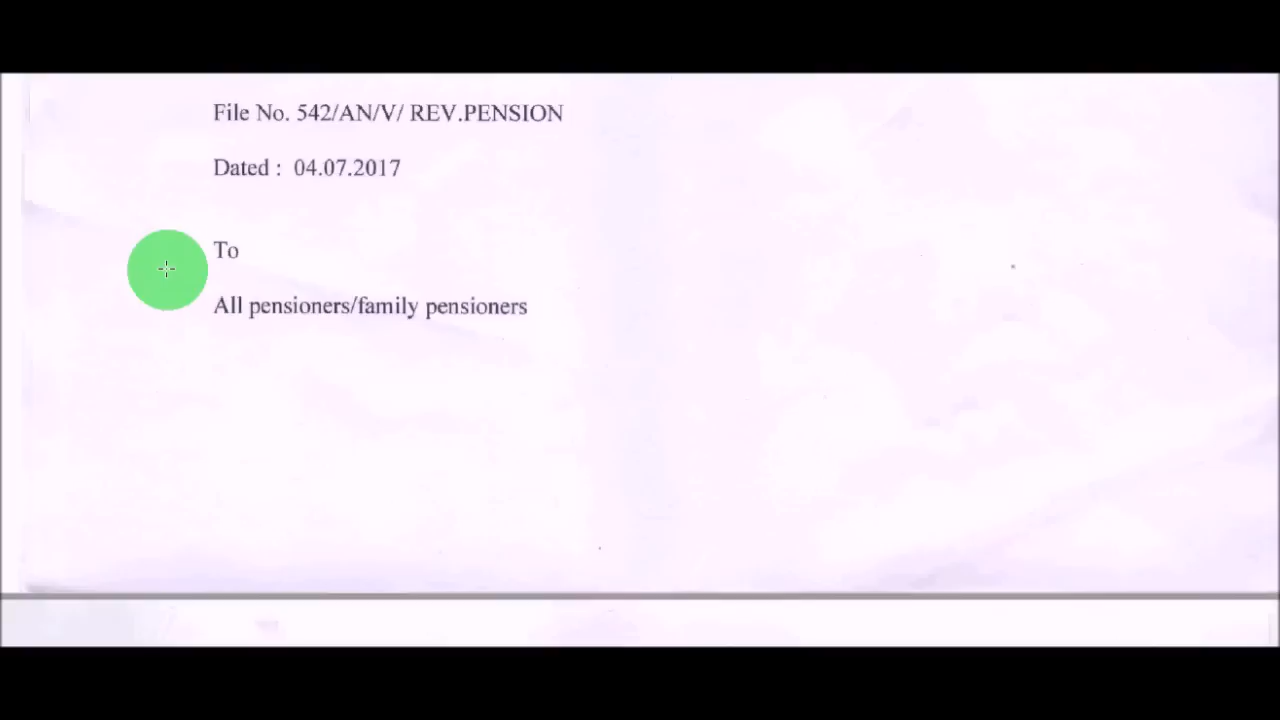 File No. 542/AN/V/ REV.PENSION
Dated : 04.07.2017
To
All pensioners/family pensioners